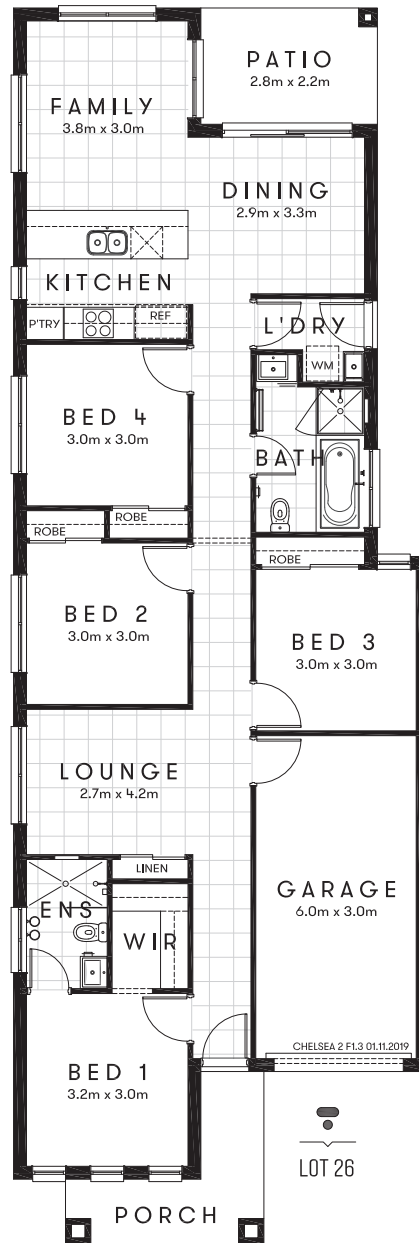 PATIO
2.8m x 2.2m
FAMILY
3.8m x 3.0m
DINING
2.9m x 3.3m
KITCHEN
P'TRY
REF
L'DRY
WM
BED 4
3.0m x 3.0m
BATH
ROBE
ROBE
ROBE
BED 2
3.0m x 3.0m
BED 3
3.0m x 3.0m
LOUNGE
2.7m x 4.2m
LINEN
ENS
WIR
GARAGE
6.0m x 3.0m
CHELSEA 2 F1.3 01.11.2019
BED 1
3.2m x 3.0m
LOT 26
PORCH